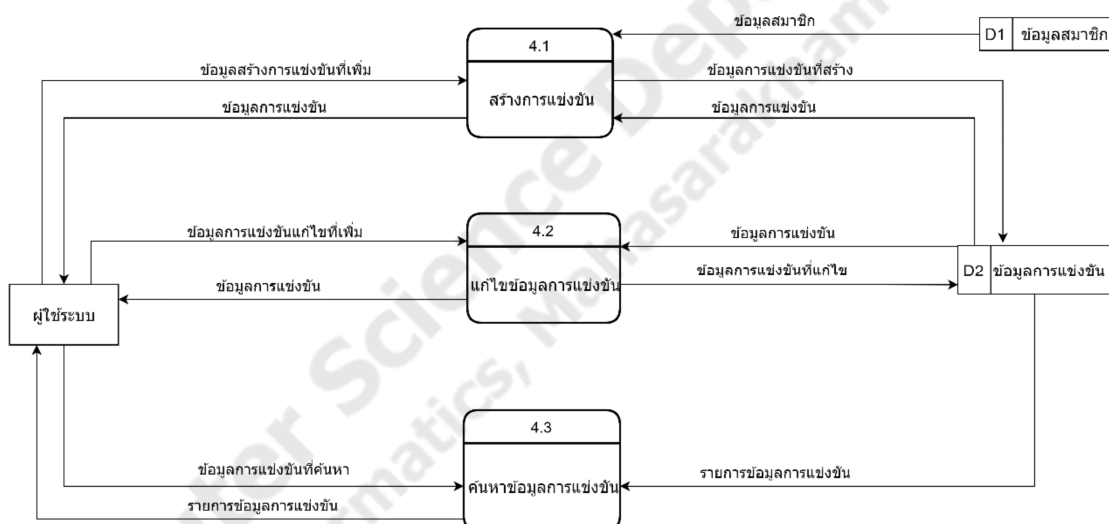 ข้อมูลสมาชิก
D1 ข้อมูลสมาชิก
4.1
ข้อมูลสร้างการแข่งขันที่เพิ่ม
ข้อมูลการแข่งขันที่สร้าง
สร้างการแข่งขัน
ข้อมูลการแข่งขัน
ข้อมูลการแข่งขัน
4.2
ข้อมูลการแข่งขันแก้ไขที่เพิ่ม
ข้อมูลการแข่งขัน
D2 ข้อมูลการแข่งขัน
ข้อมูลการแข่งขันที่แก้ไข
แก้ไขข้อมูลการแข่งขัน
ข้อมูลการแข่งขัน
ผู้ใช้ระบบ
4.3
ข้อมูลการแข่งขันที่ค้นหา
ค้นหาข้อมูลการแข่งขัน
รายการข้อมูลการแข่งขัน
รายการข้อมูลการแข่งขัน
Science
Mahasarakham